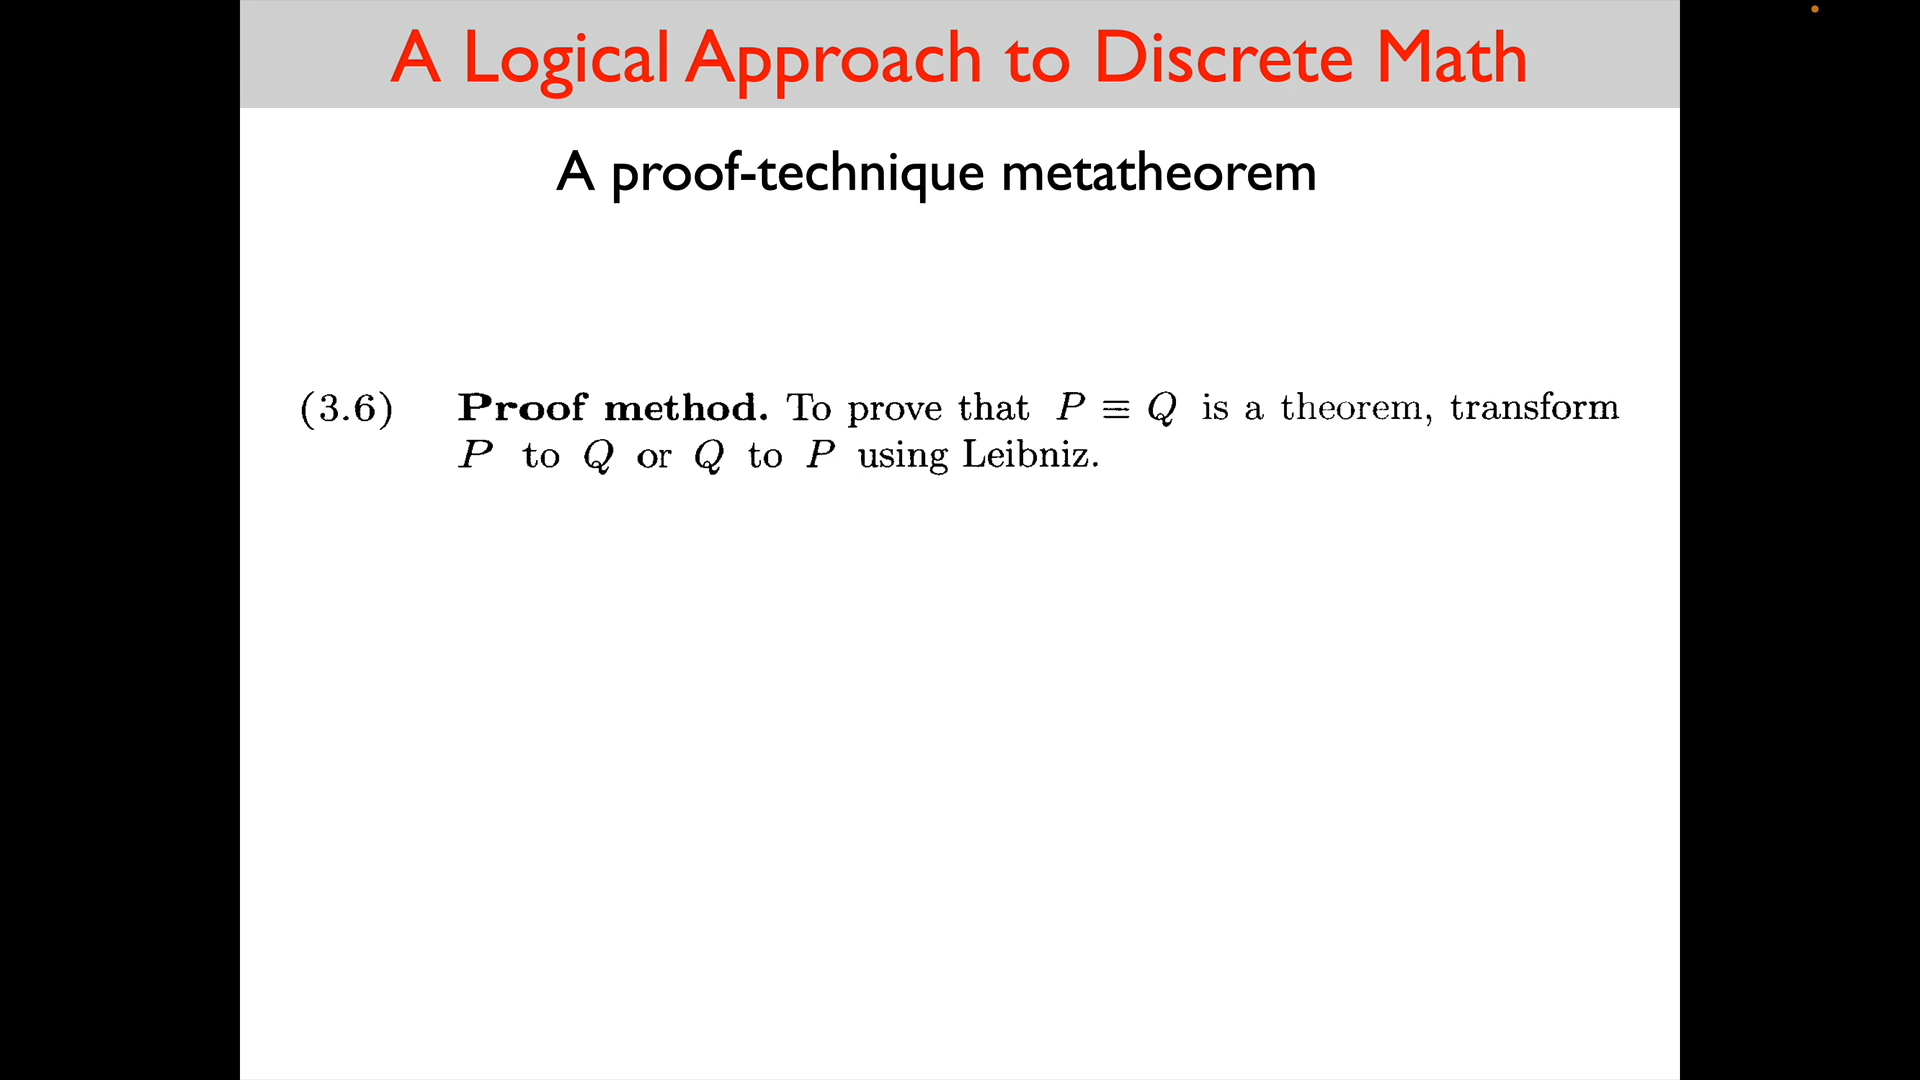 A Logical Approach to Discrete Math
A proof-technique metatheorem
(3.6) Proof method. To prove that P ≡ Q is a theorem, transform
P to Q or Q to P using Leibniz.